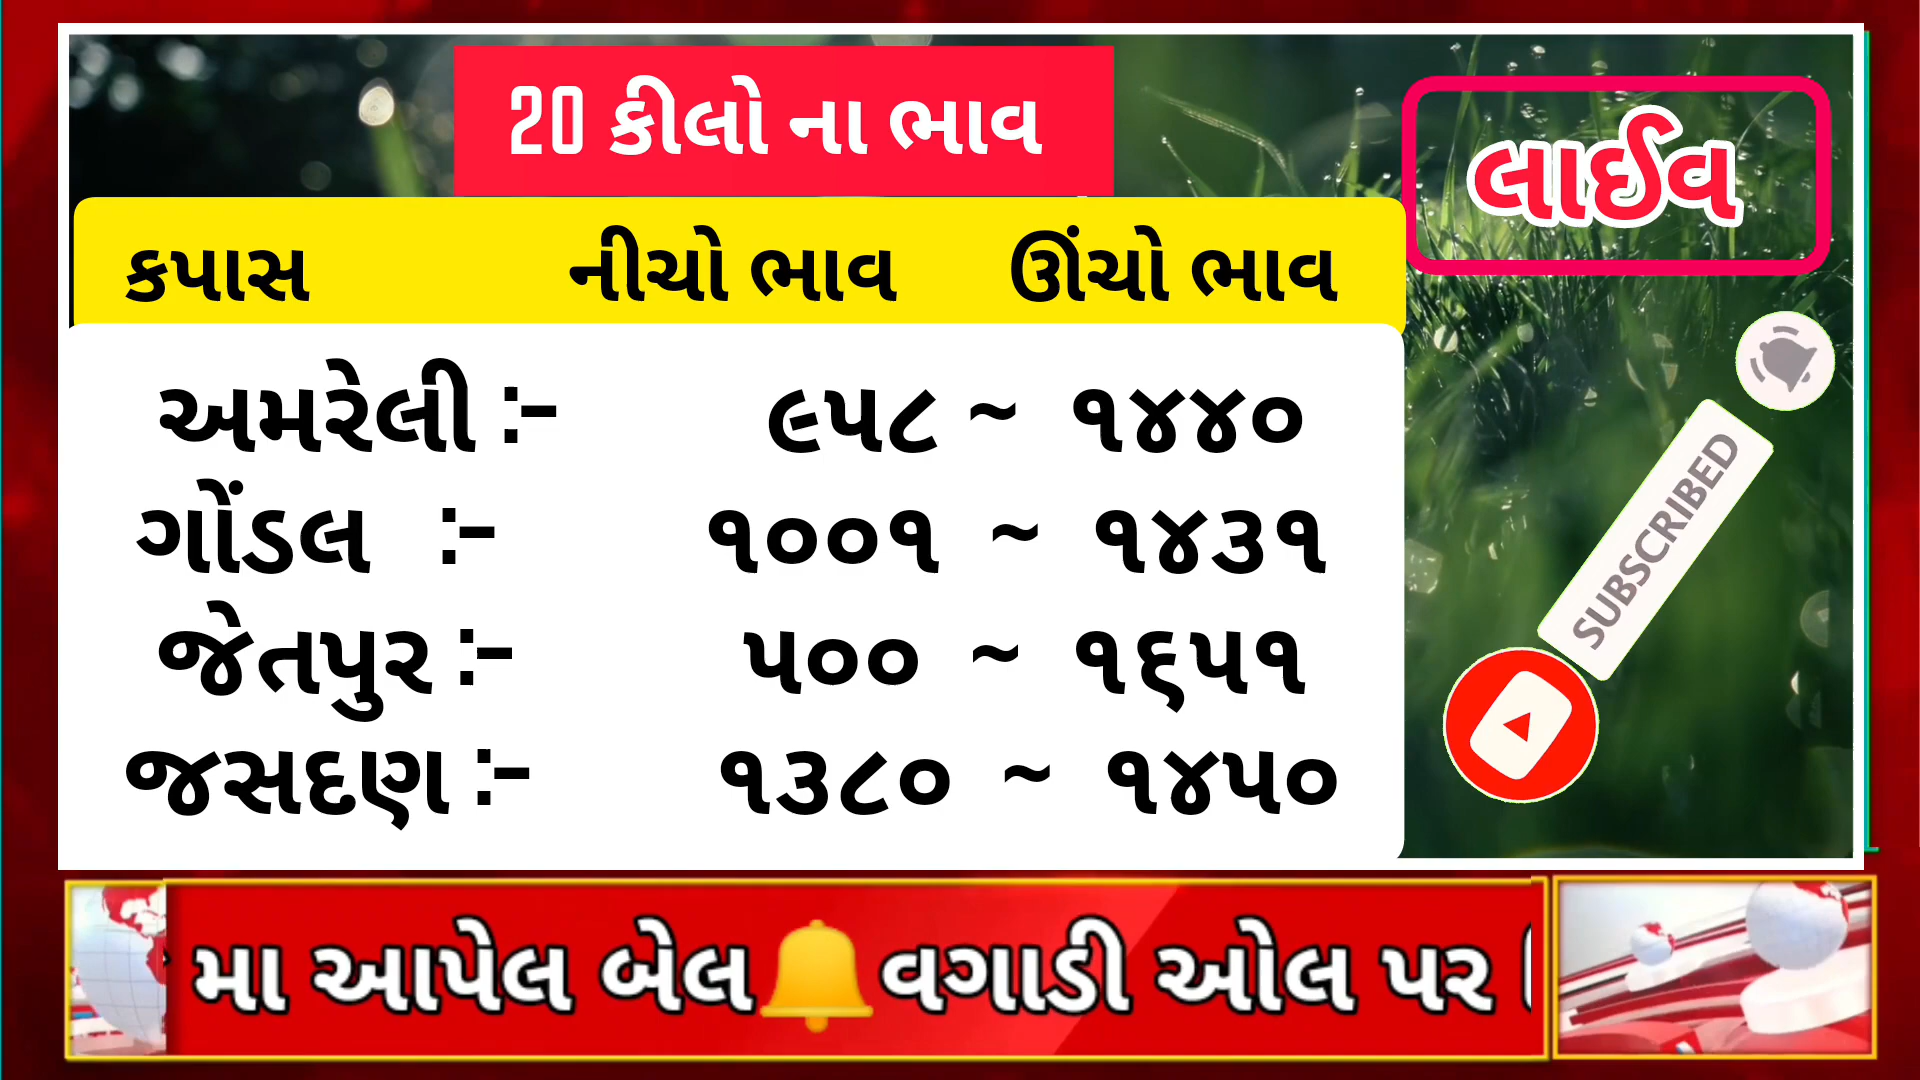 20 કીલો ના ભાવ
લાઈવ
કપાસ નીચો ભાવ ઊંચો ભાવ
અમરેલી :- ૯૫૮ ~ ૧૪૪૦
ગોંડલ :- ૧૦૦૧ ~ ૧૪૩૧
જેતપુર :- ૫૦૦ ~ ૧૬૫૧
જસદણ :- ૧૩૮૦ ~ ૧૪૫૦
SUBSCRIBED
મા આપેલ બેલ🔔વગાડી ઓલ પર